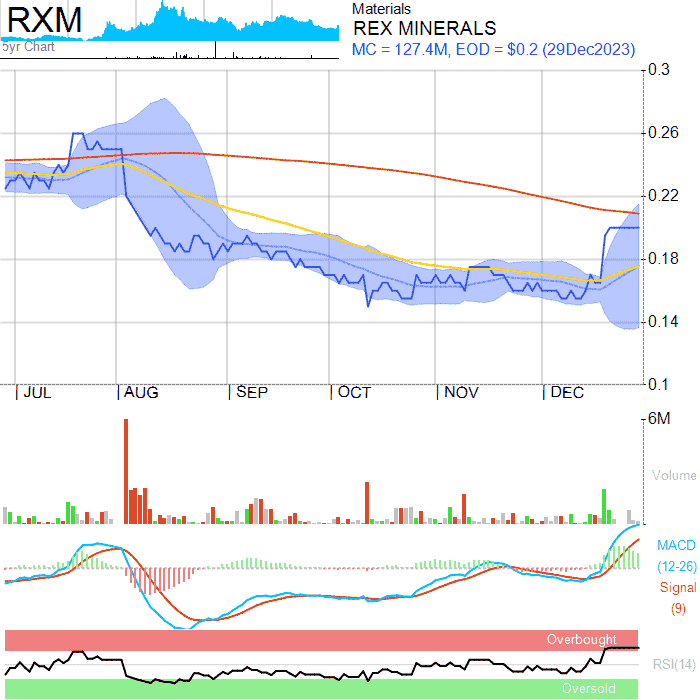 RXM
5yr Chart
Materials
REX MINERALS
MC = 127.4M, EOD = $0.2 (29Dec2023)
0.3
0.26
0.22
0.18
0.14
0.1
JUL AUG SEP OCT NOV DEC
6M
Volume
MACD
(12-26)
Signal
(9)
Overbought
RSI(14)
Oversold